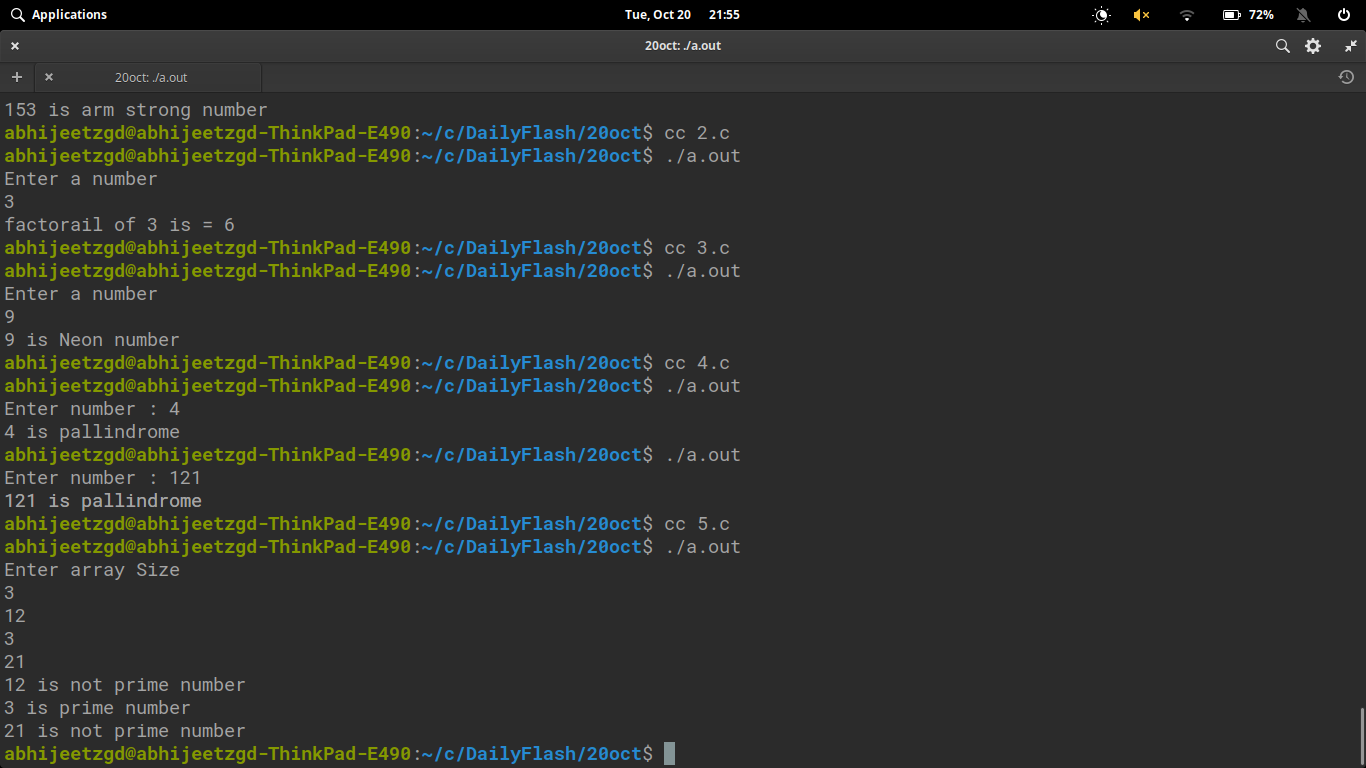 Applications Tue, Oct 20 21:55 72%
20oct: ./a.out
20oct: ./a.out
153 is arm strong number
abhijeetzgd@abhijeetzgd-ThinkPad-E490:~/c/DailyFlash/20oct$ cc 2.c
abhijeetzgd@abhijeetzgd-ThinkPad-E490:~/c/DailyFlash/20oct$ ./a.out
Enter a number
3
factorail of 3 is = 6
abhijeetzgd@abhijeetzgd-ThinkPad-E490:~/c/DailyFlash/20oct$ cc 3.c
abhijeetzgd@abhijeetzgd-ThinkPad-E490:~/c/DailyFlash/20oct$ ./a.out
Enter a number
9
9 is Neon number
abhijeetzgd@abhijeetzgd-ThinkPad-E490:~/c/DailyFlash/20oct$ cc 4.c
abhijeetzgd@abhijeetzgd-ThinkPad-E490:~/c/DailyFlash/20oct$ ./a.out
Enter number : 4
4 is pallindrome
abhijeetzgd@abhijeetzgd-ThinkPad-E490:~/c/DailyFlash/20oct$ ./a.out
Enter number : 121
121 is pallindrome
abhijeetzgd@abhijeetzgd-ThinkPad-E490:~/c/DailyFlash/20oct$ cc 5.c
abhijeetzgd@abhijeetzgd-ThinkPad-E490:~/c/DailyFlash/20oct$ ./a.out
Enter array Size
3
12
3
21
12 is not prime number
3 is prime number
21 is not prime number
abhijeetzgd@abhijeetzgd-ThinkPad-E490:~/c/DailyFlash/20oct$